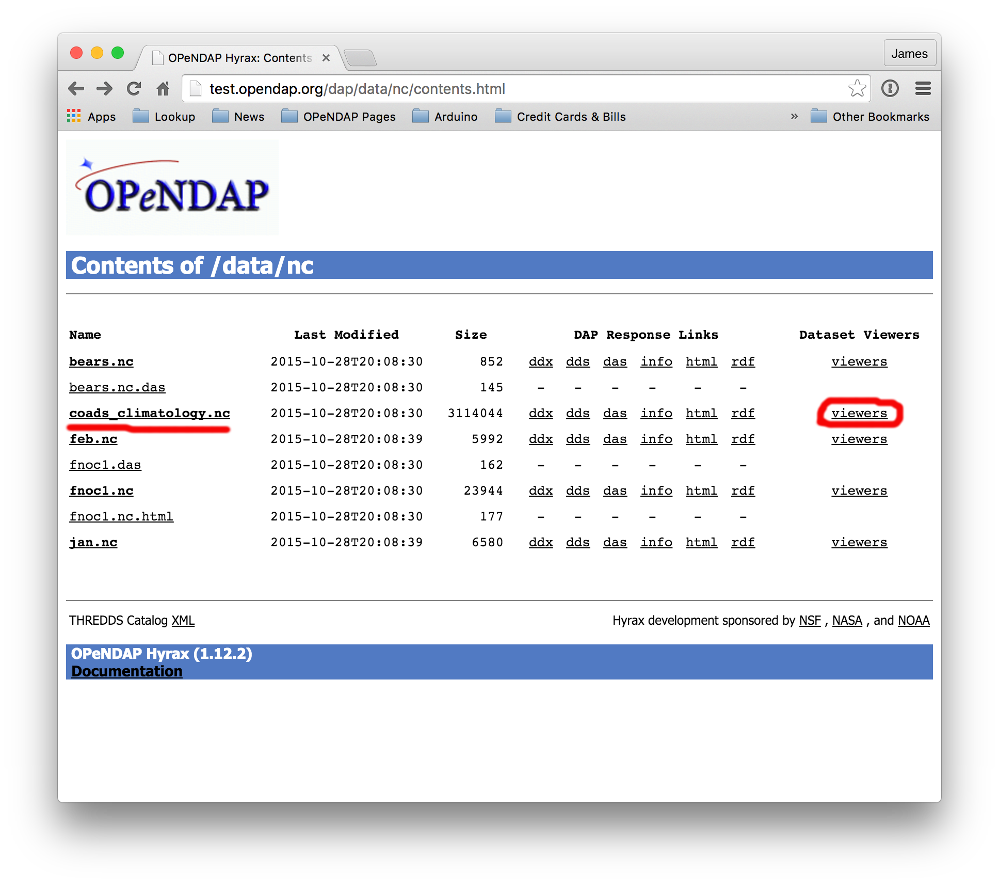 OPeNDAP Hyrax: Contents
James
test.opendap.org/dap/data/nc/contents.html
Apps Lookup News OPeNDAP Pages Arduino Credit Cards & Bills » Other Bookmarks
OPeNDAP
Contents of /data/nc
Name Last Modified Size DAP Response Links Dataset Viewers
bears.nc 2015-10-28T20:08:30 852 ddx dds das info html rdf viewers
bears.nc.das 2015-10-28T20:08:30 145 - - - - - -
coads_climatology.nc 2015-10-28T20:08:30 3114044 ddx dds das info html rdf viewers
feb.nc 2015-10-28T20:08:39 5992 ddx dds das info html rdf viewers
fnoc1.das 2015-10-28T20:08:30 162 - - - - - -
fnoc1.nc 2015-10-28T20:08:30 23944 ddx dds das info html rdf viewers
fnoc1.nc.html 2015-10-28T20:08:30 177 - - - - - -
jan.nc 2015-10-28T20:08:39 6580 ddx dds das info html rdf viewers
THREDDS Catalog XML Hyrax development sponsored by NSF , NASA , and NOAA
OPeNDAP Hyrax (1.12.2)
Documentation